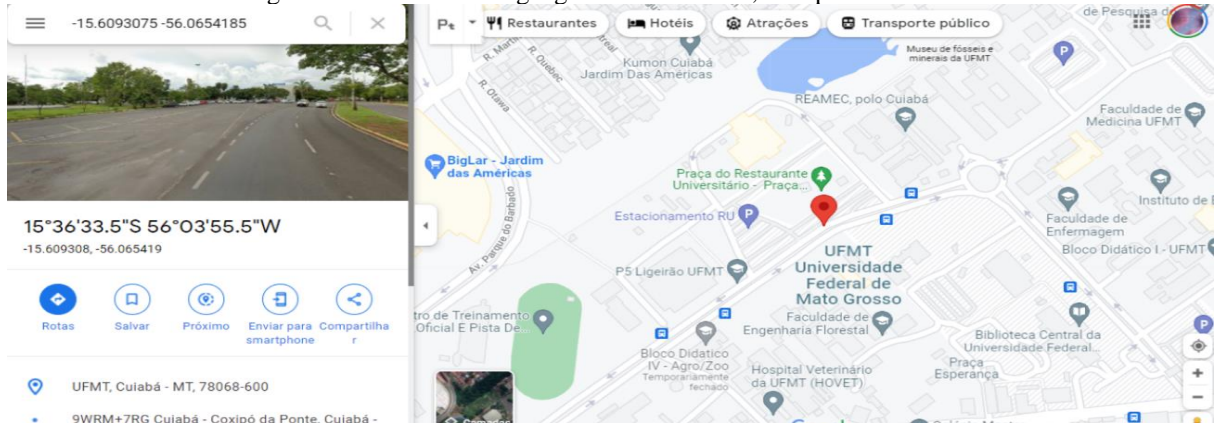 -15.6093075 -56.0654185
15°36'33.5"S 56°03'55.5"W
-15.609308, -56.065419
Rotas
Salvar
Próximo
Enviar para
smartphone
Compartilha
r
UFMT, Cuiabá - MT, 78068-600
9WRM+7RG Cuiabá - Coxipó da Ponte, Cuiabá -
Restaurantes
Hotéis
Atrações
Transporte público
de Pesquisa
Museu de fósseis e
minerais da UFMT
Kumon Cuiabá
Jardim Das Américas
R. Quebec
R. Otawa
REAMEC, polo Cuiabá
Faculdade de
Medicina UFMT
BigLar - Jardim
das Américas
Praça do Restaurante
Universitário - Praça...
Estacionamento RU
Av. Parque do Barbado
Instituto de
Faculdade de
Enfermagem
Bloco Didático I - UFMT
UFMT
Universidade
Federal de
Mato Grosso
P5 Ligeirão UFMT
tro de Treinamento
Oficial E Pista De...
Faculdade de
Engenharia Florestal
Biblioteca Central da
Universidade Federal...
Bloco Didatico
IV - Agro/Zoo
Temporariamente
fechado
Hospital Veterinário
da UFMT (HOVET)
Praça
Esperança